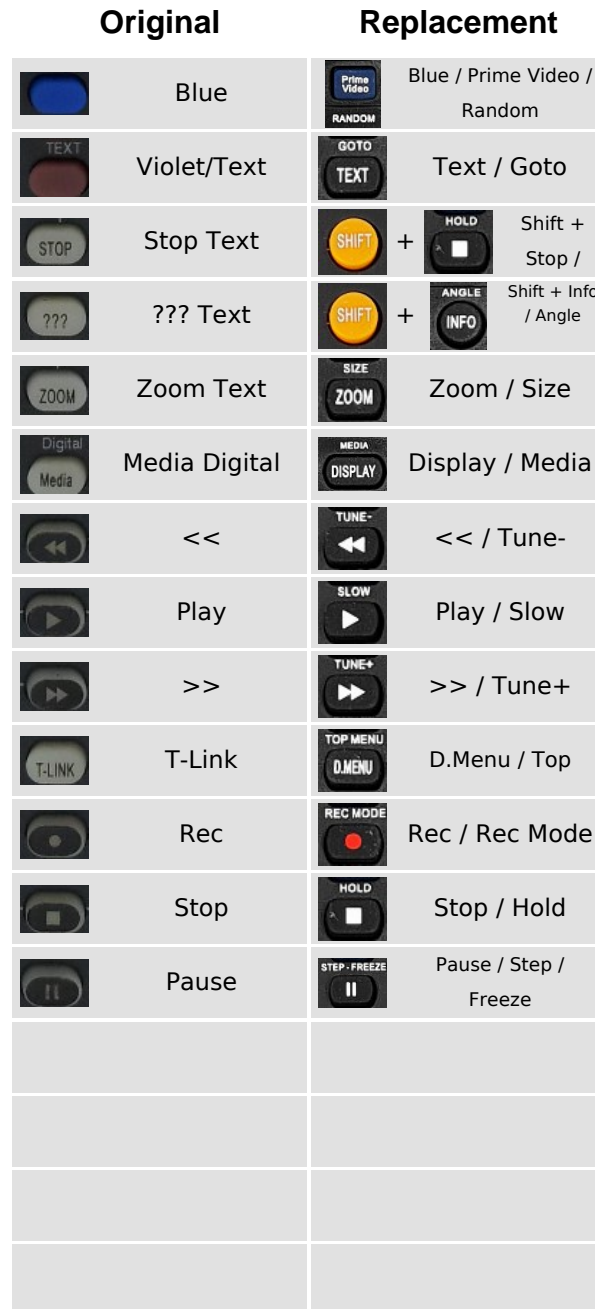 Original Replacement
Blue Prime Video RANDOM Blue / Prime Video / Random
TEXT Violet/Text GOTO TEXT Text / Goto
STOP Stop Text SHIFT + HOLD Shift + Stop /
??? ??? Text SHIFT + ANGLE INFO Shift + Info / Angle
ZOOM Zoom Text SIZE ZOOM Zoom / Size
Digital Media Media Digital MEDIA DISPLAY Display / Media
<< TUNE- << / Tune-
Play SLOW Play / Slow
>> TUNE+ >> / Tune+
T-LINK T-Link TOP MENU D.MENU D.Menu / Top
Rec REC MODE Rec / Rec Mode
Stop HOLD Stop / Hold
Pause STEP-FREEZE Pause / Step / Freeze